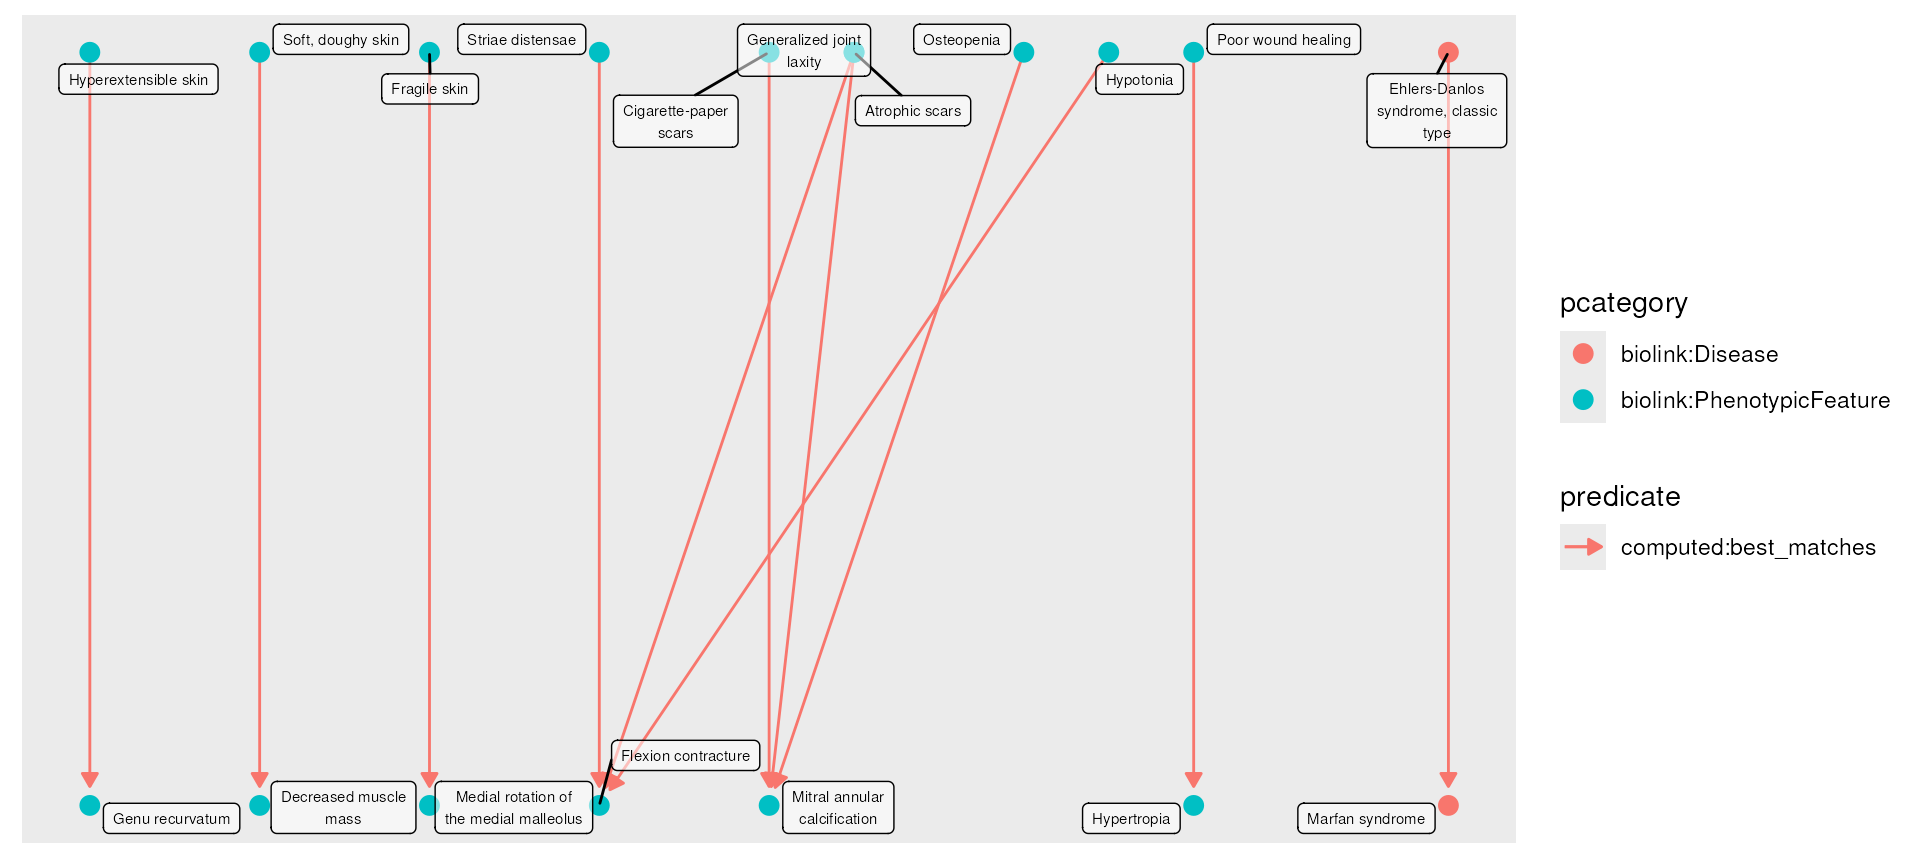 Soft, doughy skin
Striae distensae
Generalized joint
laxity
Osteopenia
Poor wound healing
Hyperextensible skin
Fragile skin
Cigarette-paper
scars
Atrophic scars
Hypotonia
Ehlers-Danlos
syndrome, classic
type
pcategory
biolink:Disease
biolink:PhenotypicFeature
predicate
computed:best_matches
Flexion contracture
Genu recurvatum
Decreased muscle
mass
Medial rotation of
the medial malleolus
Mitral annular
calcification
Hypertropia
Marfan syndrome